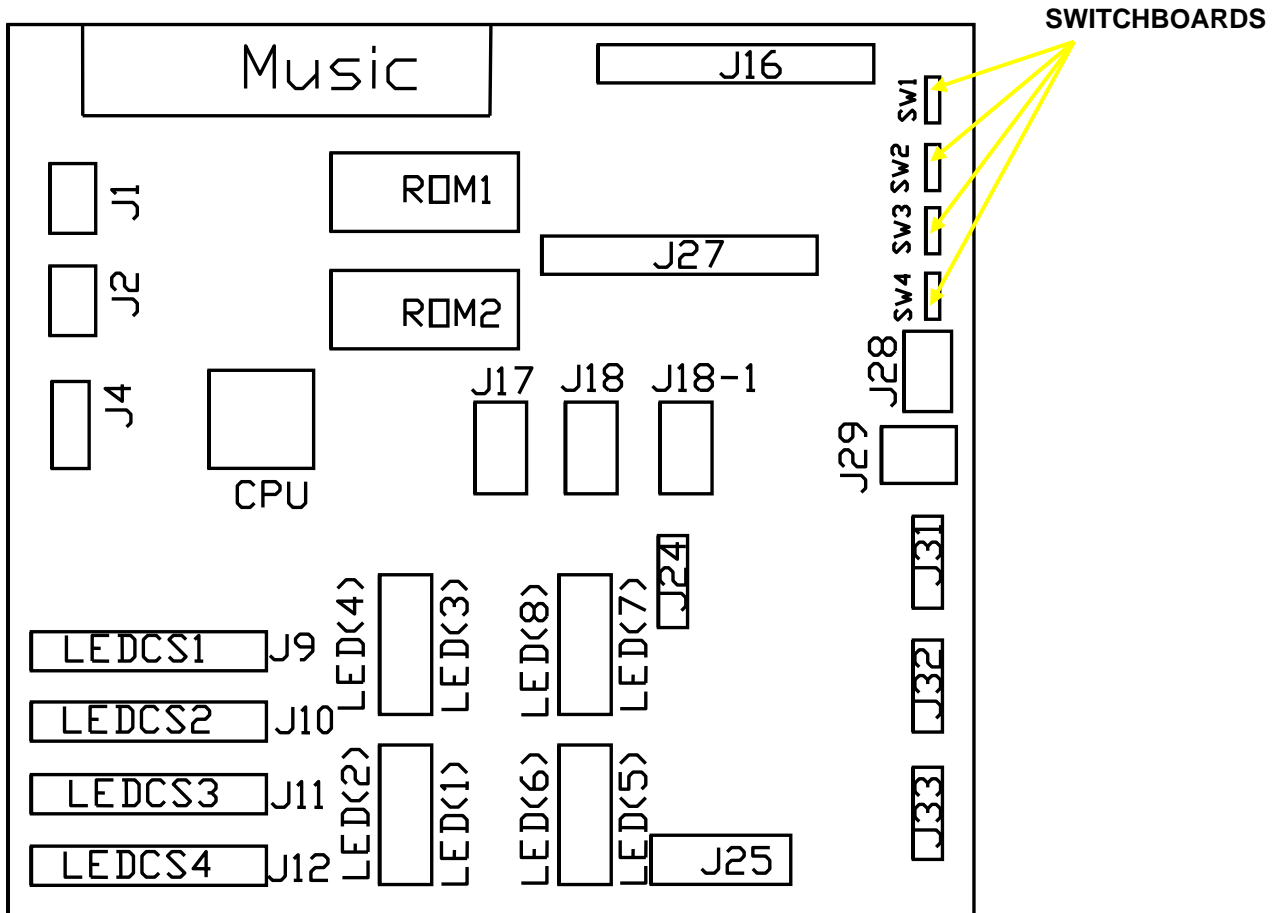 SWITCHBOARDS
Music
J16
SW1
J1
ROM1
SW2
SW3
J27
J2
ROM2
SW4
J28
J17
J18
J18-1
J4
J29
CPU
J31
J24
LED(4)
LED(3)
LED(8)
LED(7)
LEDCS1
J9
J32
LEDCS2
J10
LED(2)
LED(1)
LED(6)
LED(5)
LEDCS3
J11
J33
LEDCS4
J12
J25